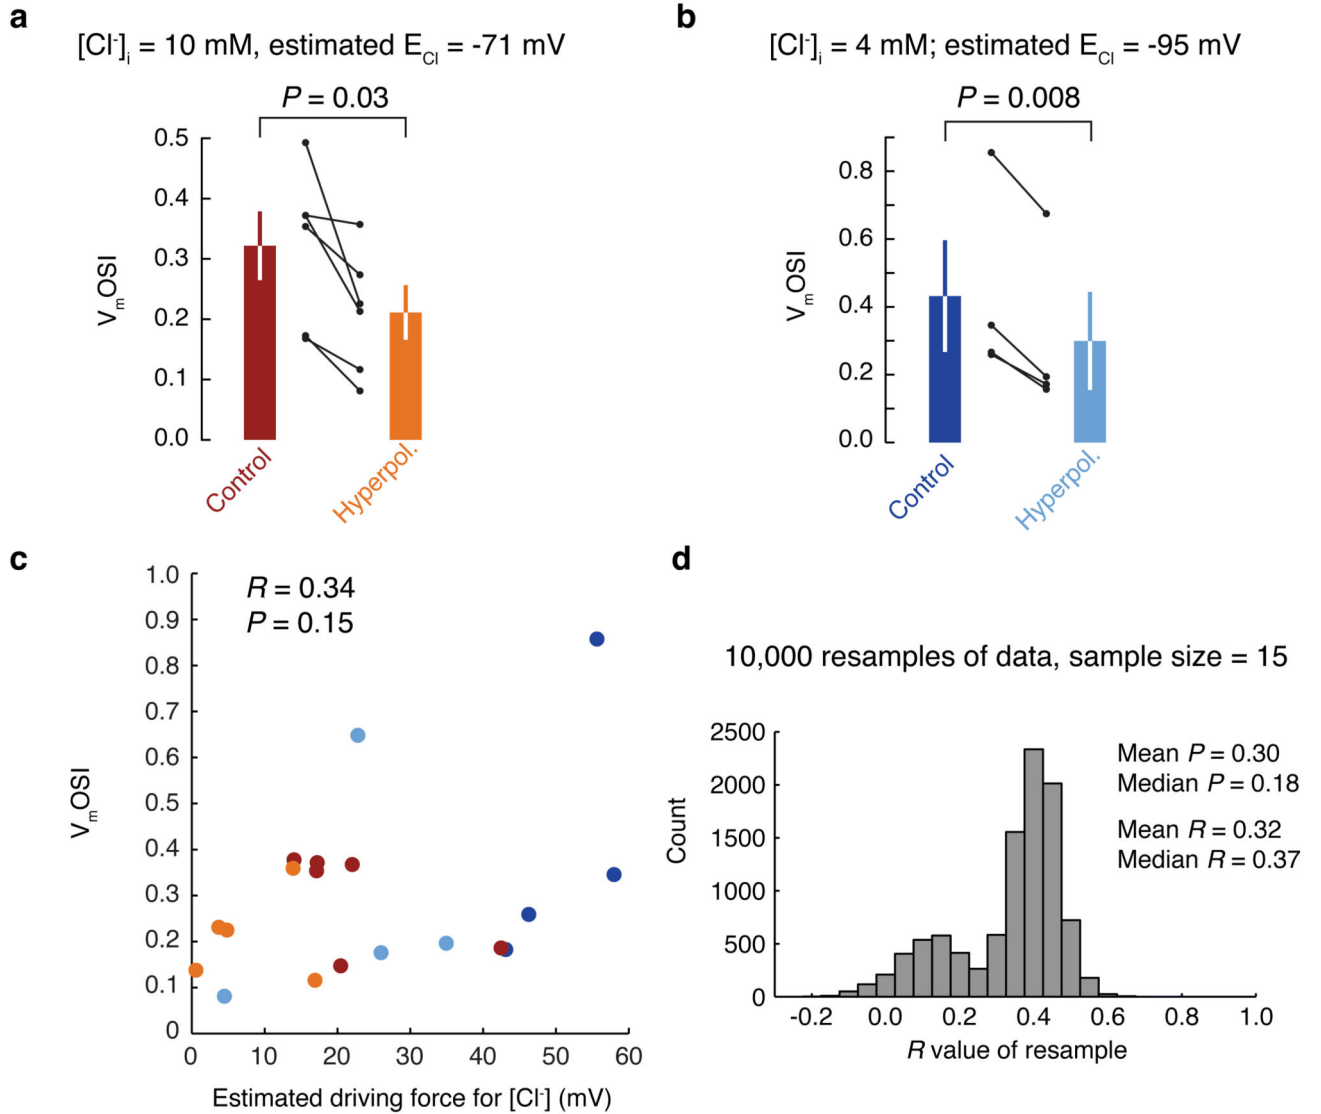 a
[Cl⁻]ᵢ = 10 mM, estimated E_Cl = -71 mV
P = 0.03
0.5
0.4
0.3
0.2
0.1
0.0
VₘOSI
Control
Hyperpol.
b
[Cl⁻]ᵢ = 4 mM; estimated E_Cl = -95 mV
P = 0.008
0.8
0.6
0.4
0.2
0.0
VₘOSI
Control
Hyperpol.
c
R = 0.34
P = 0.15
1.0
0.9
0.8
0.7
0.6
0.5
0.4
0.3
0.2
0.1
0
VₘOSI
0 10 20 30 40 50 60
Estimated driving force for [Cl⁻] (mV)
d
10,000 resamples of data, sample size = 15
2500
2000
1500
1000
500
0
Count
Mean P = 0.30
Median P = 0.18
Mean R = 0.32
Median R = 0.37
-0.2 0.0 0.2 0.4 0.6 0.8 1.0
R value of resample